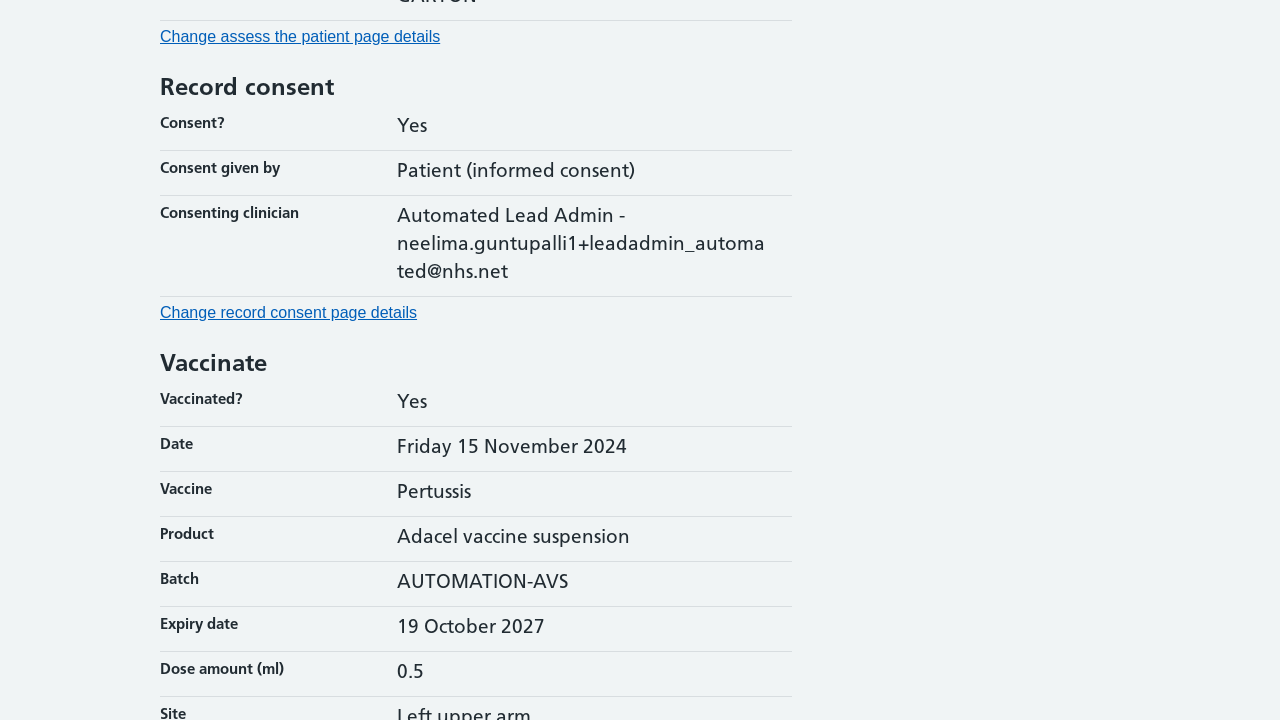 Change assess the patient page details
Record consent
Consent? Yes
Consent given by Patient (informed consent)
Consenting clinician Automated Lead Admin -
neelima.guntupalli1+leadadmin_automa
ted@nhs.net
Change record consent page details
Vaccinate
Vaccinated? Yes
Date Friday 15 November 2024
Vaccine Pertussis
Product Adacel vaccine suspension
Batch AUTOMATION-AVS
Expiry date 19 October 2027
Dose amount (ml) 0.5
Site Left upper arm